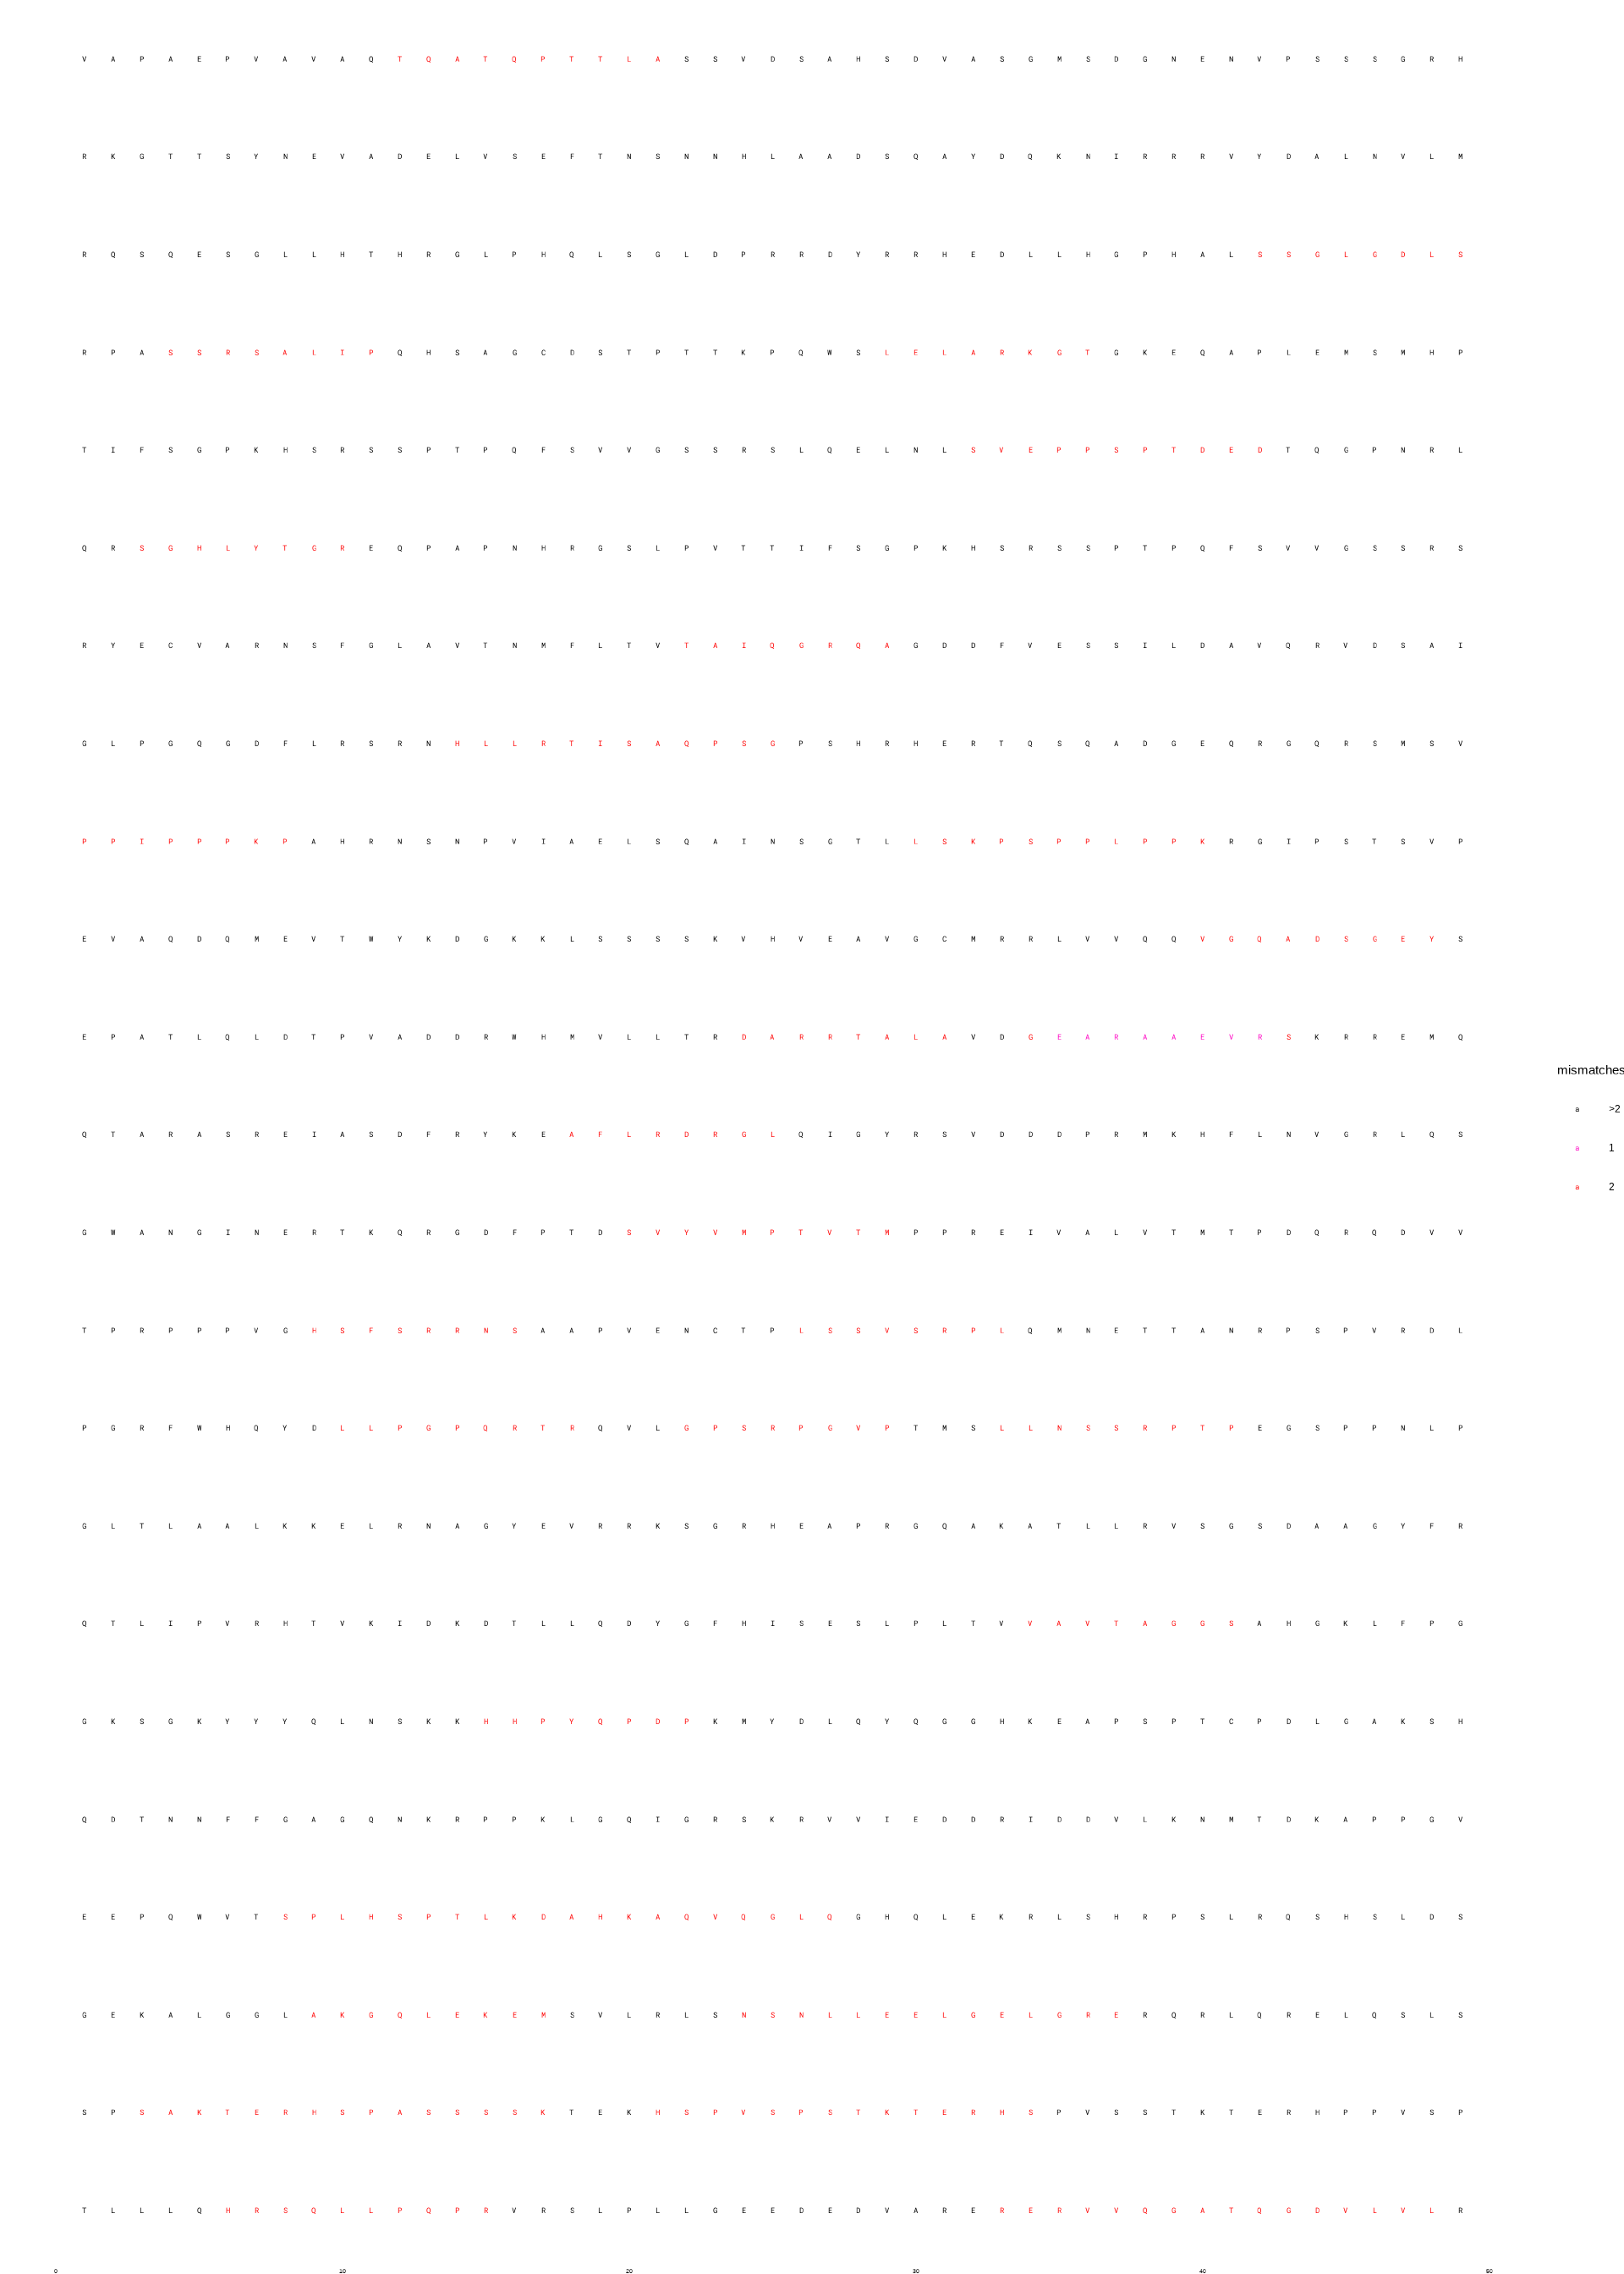 V A P A E P V A V A Q T Q A T Q P T T L A S S V D S A H S D V A S G M S D G N E N V P S S S G R H
R K G T T S Y N E V A D E L V S E F T N S N N H L A A D S Q A Y D Q K N I R R R V Y D A L N V L M
R Q S Q E S G L L H T H R G L P H Q L S G L D P R R D Y R R H E D L L H G P H A L S S G L G D L S
R P A S S R S A L I P Q H S A G C D S T P T T K P Q W S L E L A R K G T G K E Q A P L E M S M H P
T I F S G P K H S R S S P T P Q F S V V G S S R S L Q E L N L S V E P P S P T D E D T Q G P N R L
Q R S G H L Y T G R E Q P A P N H R G S L P V T T I F S G P K H S R S S P T P Q F S V V G S S R S
R Y E C V A R N S F G L A V T N M F L T V T A I Q G R Q A G D D F V E S S I L D A V Q R V D S A I
G L P G Q G D F L R S R N H L L R T I S A Q P S G P S H R H E R T Q S Q A D G E Q R G Q R S M S V
P P I P P P K P A H R N S N P V I A E L S Q A I N S G T L L S K P S P P L P P K R G I P S T S V P
E V A Q D Q M E V T W Y K D G K K L S S S S K V H V E A V G C M R R L V V Q Q V G Q A D S G E Y S
E P A T L Q L D T P V A D D R W H M V L L T R D A R R T A L A V D G E A R A A E V R S K R R E M Q
mismatches
a >2
a 1
a 2
Q T A R A S R E I A S D F R Y K E A F L R D R G L Q I G Y R S V D D D P R M K H F L N V G R L Q S
G W A N G I N E R T K Q R G D F P T D S V Y V M P T V T M P P R E I V A L V T M T P D Q R Q D V V
T P R P P P V G H S F S R R N S A A P V E N C T P L S S V S R P L Q M N E T T A N R P S P V R D L
P G R F W H Q Y D L L P G P Q R T R Q V L G P S R P G V P T M S L L N S S R P T P E G S P P N L P
G L T L A A L K K E L R N A G Y E V R R K S G R H E A P R G Q A K A T L L R V S G S D A A G Y F R
Q T L I P V R H T V K I D K D T L L Q D Y G F H I S E S L P L T V V A V T A G G S A H G K L F P G
G K S G K Y Y Y Q L N S K K H H P Y Q P D P K M Y D L Q Y Q G G H K E A P S P T C P D L G A K S H
Q D T N N F F G A G Q N K R P P K L G Q I G R S K R V V I E D D R I D D V L K N M T D K A P P G V
E E P Q W V T S P L H S P T L K D A H K A Q V Q G L Q G H Q L E K R L S H R P S L R Q S H S L D S
G E K A L G G L A K G Q L E K E M S V L R L S N S N L L E E L G E L G R E R Q R L Q R E L Q S L S
S P S A K T E R H S P A S S S S K T E K H S P V S P S T K T E R H S P V S S T K T E R H P P V S P
T L L L Q H R S Q L L P Q P R V R S L P L L G E E D E D V A R E R E R V V Q G A T Q G D V L V L R
0 10 20 30 40 50